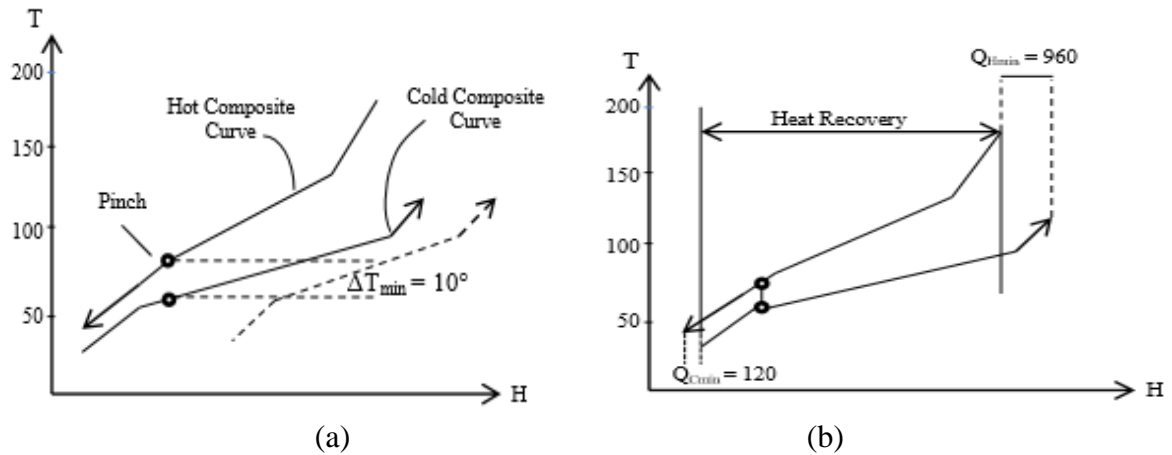 T
200
150
100
50
Hot Composite
Curve
Cold Composite
Curve
Pinch
ΔTmin = 10°
H
(a)
T
200
150
100
50
QHmin = 960
Heat Recovery
QCmin = 120
H
(b)